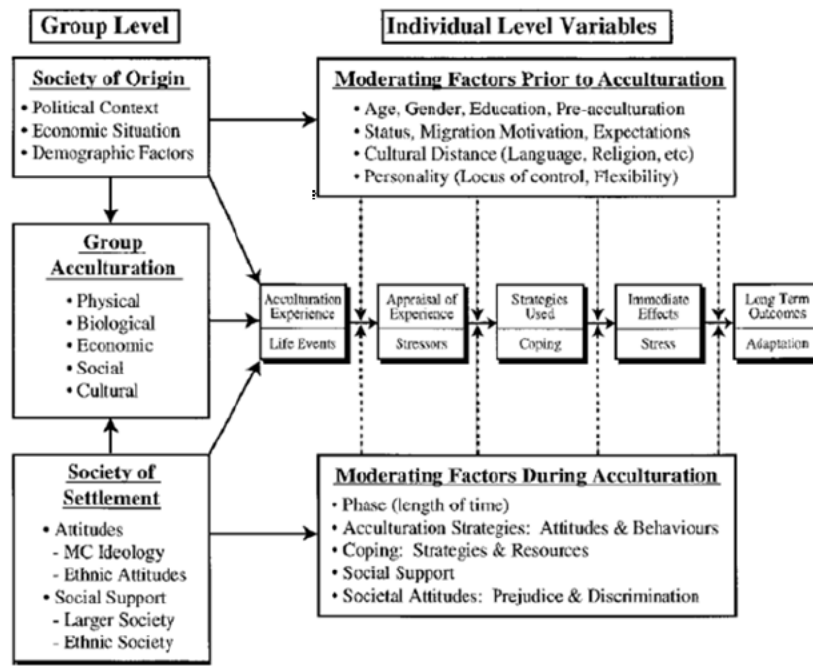 Group Level
Individual Level Variables
Society of Origin
• Political Context
• Economic Situation
• Demographic Factors
Moderating Factors Prior to Acculturation
• Age, Gender, Education, Pre-acculturation
• Status, Migration Motivation, Expectations
• Cultural Distance (Language, Religion, etc)
• Personality (Locus of control, Flexibility)
Group
Acculturation
• Physical
• Biological
• Economic
• Social
• Cultural
Acculturation
Experience
Life Events
Appraisal of
Experience
Stressors
Strategies
Used
Coping
Immediate
Effects
Stress
Long Term
Outcomes
Adaptation
Society of
Settlement
• Attitudes
- MC Ideology
- Ethnic Attitudes
• Social Support
- Larger Society
- Ethnic Society
Moderating Factors During Acculturation
• Phase (length of time)
• Acculturation Strategies: Attitudes & Behaviours
• Coping: Strategies & Resources
• Social Support
• Societal Attitudes: Prejudice & Discrimination